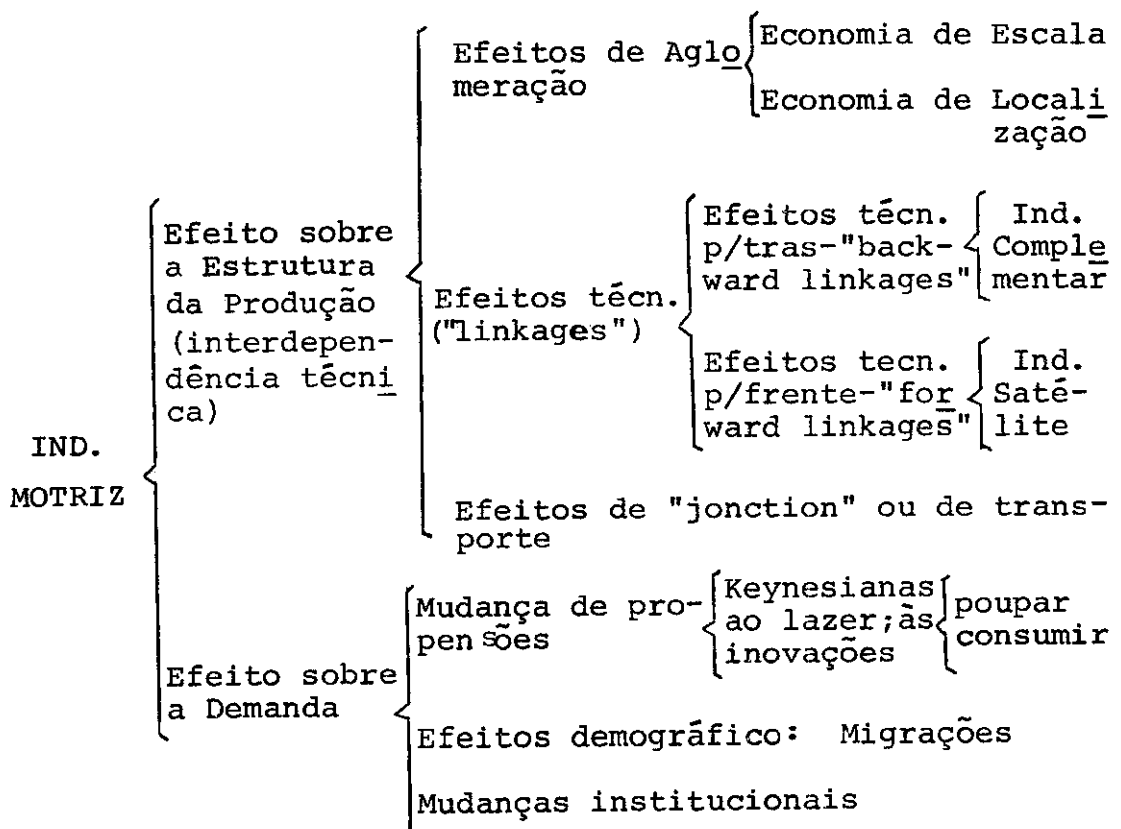 IND.
MOTRIZ
Efeito sobre
a Estrutura
da Produção
(interdepen-
dência técni
ca)
Efeitos de Aglo
meração
Economia de Escala
Economia de Locali
zação
Efeitos técn.
("linkages")
Efeitos técn.
p/tras-"back-
ward linkages"
Ind.
Comple
mentar
Efeitos tecn.
p/frente-"for
ward linkages"
Ind.
Saté-
lite
Efeitos de "jonction" ou de trans-
porte
Efeito sobre
a Demanda
Mudança de pro-
pensões
Keynesianas
ao lazer;às
inovações
poupar
consumir
Efeitos demográfico: Migrações
Mudanças institucionais